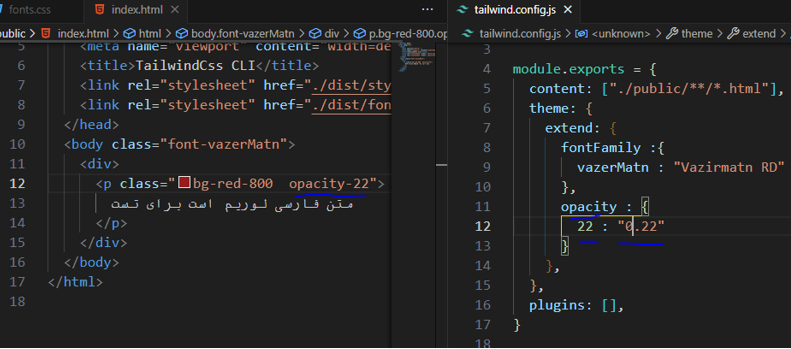 fonts.css
index.html
public > index.html > html > body.font-vazerMatn > div > p.bg-red-800.op
5 <meta name="viewport" content="width=de
6 <title>TailwindCss CLI</title>
7 <link rel="stylesheet" href="./dist/sty
8 <link rel="stylesheet" href="./dist/fon
9 </head>
10 <body class="font-vazerMatn">
11 <div>
12 <p class="bg-red-800 opacity-22">
13 متن فارسی لوریم است برای تست
14 </p>
15 </div>
16 </body>
17 </html>
18
tailwind.config.js
tailwind.config.js > <unknown> > theme > extend >
3
4 module.exports = {
5 content: ["./public/**/*.html"],
6 theme: {
7 extend: {
8 fontFamily :{
9 vazerMatn : "Vazirmatn RD"
10 },
11 opacity : {
12 22 : "0.22"
13 }
14 },
15 },
16 plugins: [],
17 }
18